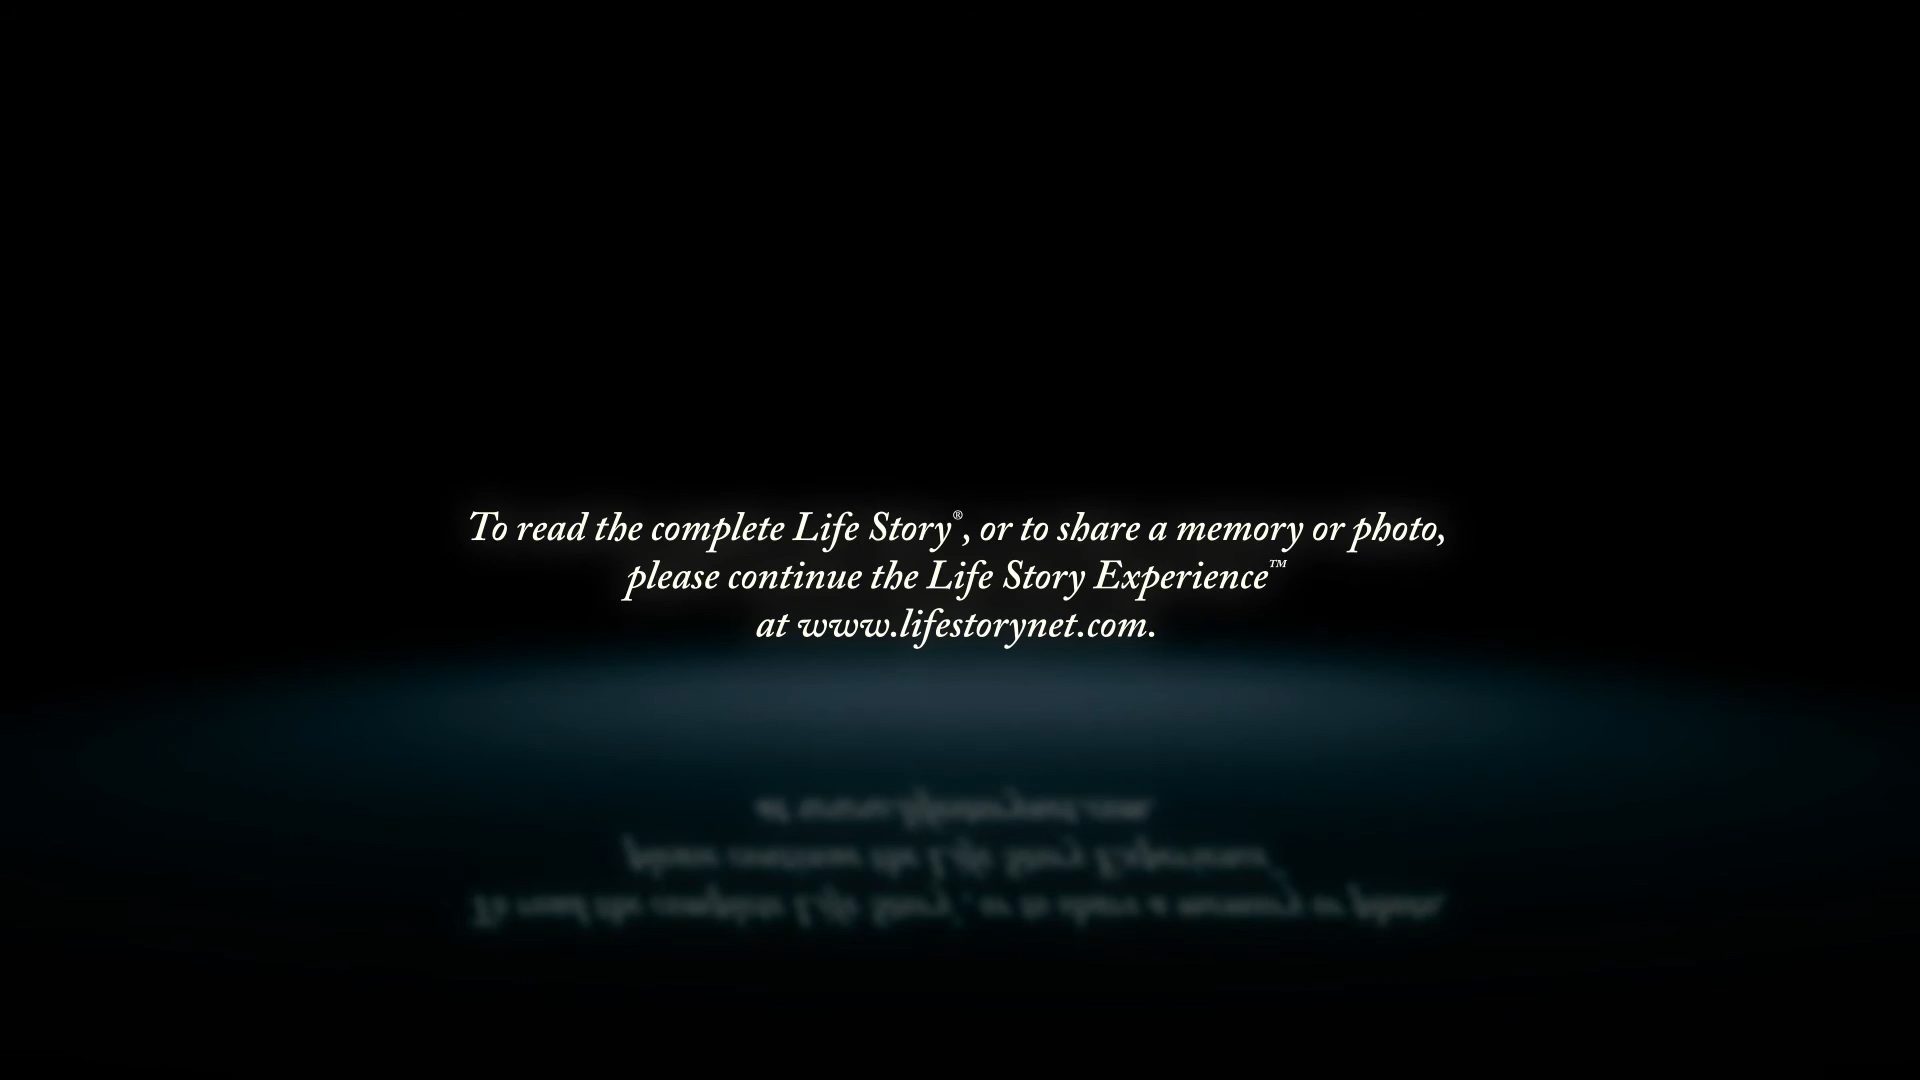 To read the complete Life Story®, or to share a memory or photo,
please continue the Life Story Experience™
at www.lifestorynet.com.